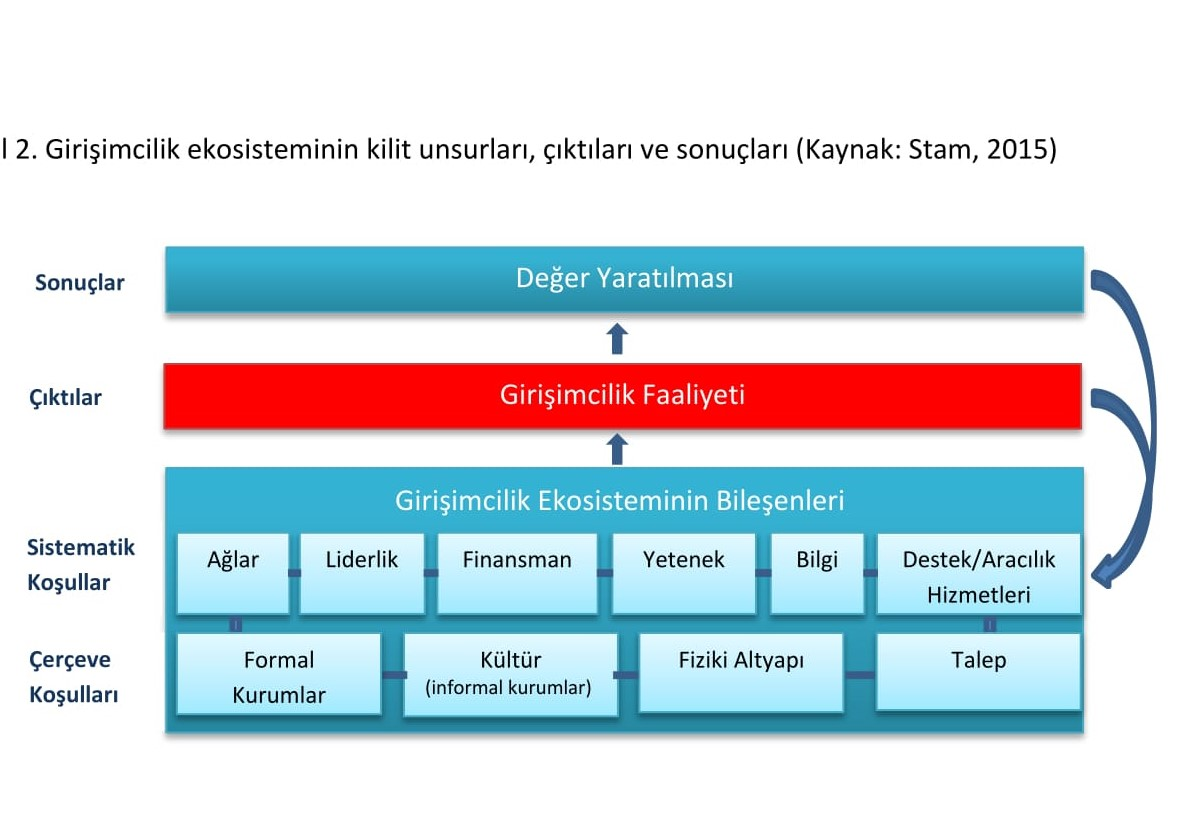 l 2. Girişimcilik ekosisteminin kilit unsurları, çıktıları ve sonuçları (Kaynak: Stam, 2015)
Sonuçlar
Değer Yaratılması
Çıktılar
Girişimcilik Faaliyeti
Girişimcilik Ekosisteminin Bileşenleri
Sistematik
Koşullar
Ağlar
Liderlik
Finansman
Yetenek
Bilgi
Destek/Aracılık
Hizmetleri
Çerçeve
Koşulları
Formal
Kurumlar
Kültür
(informal kurumlar)
Fiziki Altyapı
Talep